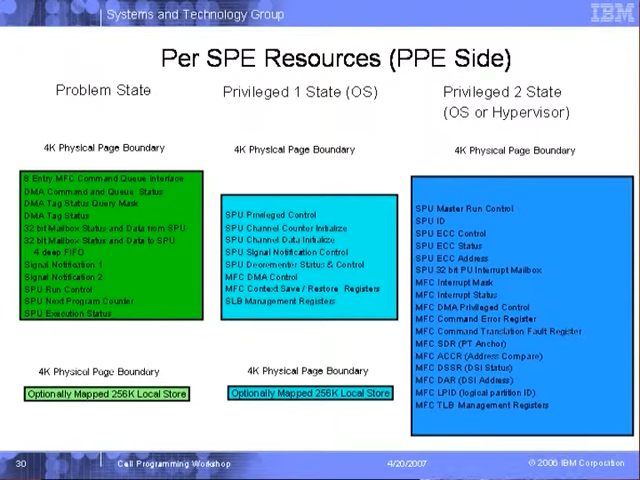 Systems and Technology Group
IBM
Per SPE Resources (PPE Side)
Problem State
4K Physical Page Boundary
8 Entry MFC Command Queue Interface
DMA Command and Queue Status
DMA Tag Status Query Mask
DMA Tag Status
32 bit Mailbox Status and Data from SPU
32 bit Mailbox Status and Data to SPU
4 deep FIFO
Signal Notification 1
Signal Notification 2
SPU Run Control
SPU Next Program Counter
SPU Execution Status
4K Physical Page Boundary
Optionally Mapped 256K Local Store
Privileged 1 State (OS)
4K Physical Page Boundary
SPU Privileged Control
SPU Channel Counter Initialize
SPU Channel Data Initialize
SPU Signal Notification Control
SPU Decrementer Status & Control
MFC DMA Control
MFC Context Save / Restore Registers
SLB Management Registers
4K Physical Page Boundary
Optionally Mapped 256K Local Store
Privileged 2 State
(OS or Hypervisor)
4K Physical Page Boundary
SPU Master Run Control
SPU ID
SPU ECC Control
SPU ECC Status
SPU ECC Address
SPU 32 bit PU Interrupt Mailbox
MFC Interrupt Mask
MFC Interrupt Status
MFC DMA Privileged Control
MFC Command Error Register
MFC Command Translation Fault Register
MFC SDR (PT Anchor)
MFC ACCR (Address Compare)
MFC DSSR (DSI Status)
MFC DAR (DSI Address)
MFC LPID (logical partition ID)
MFC TLB Management Registers
30
Cell Programming Workshop
4/20/2007
© 2006 IBM Corporation